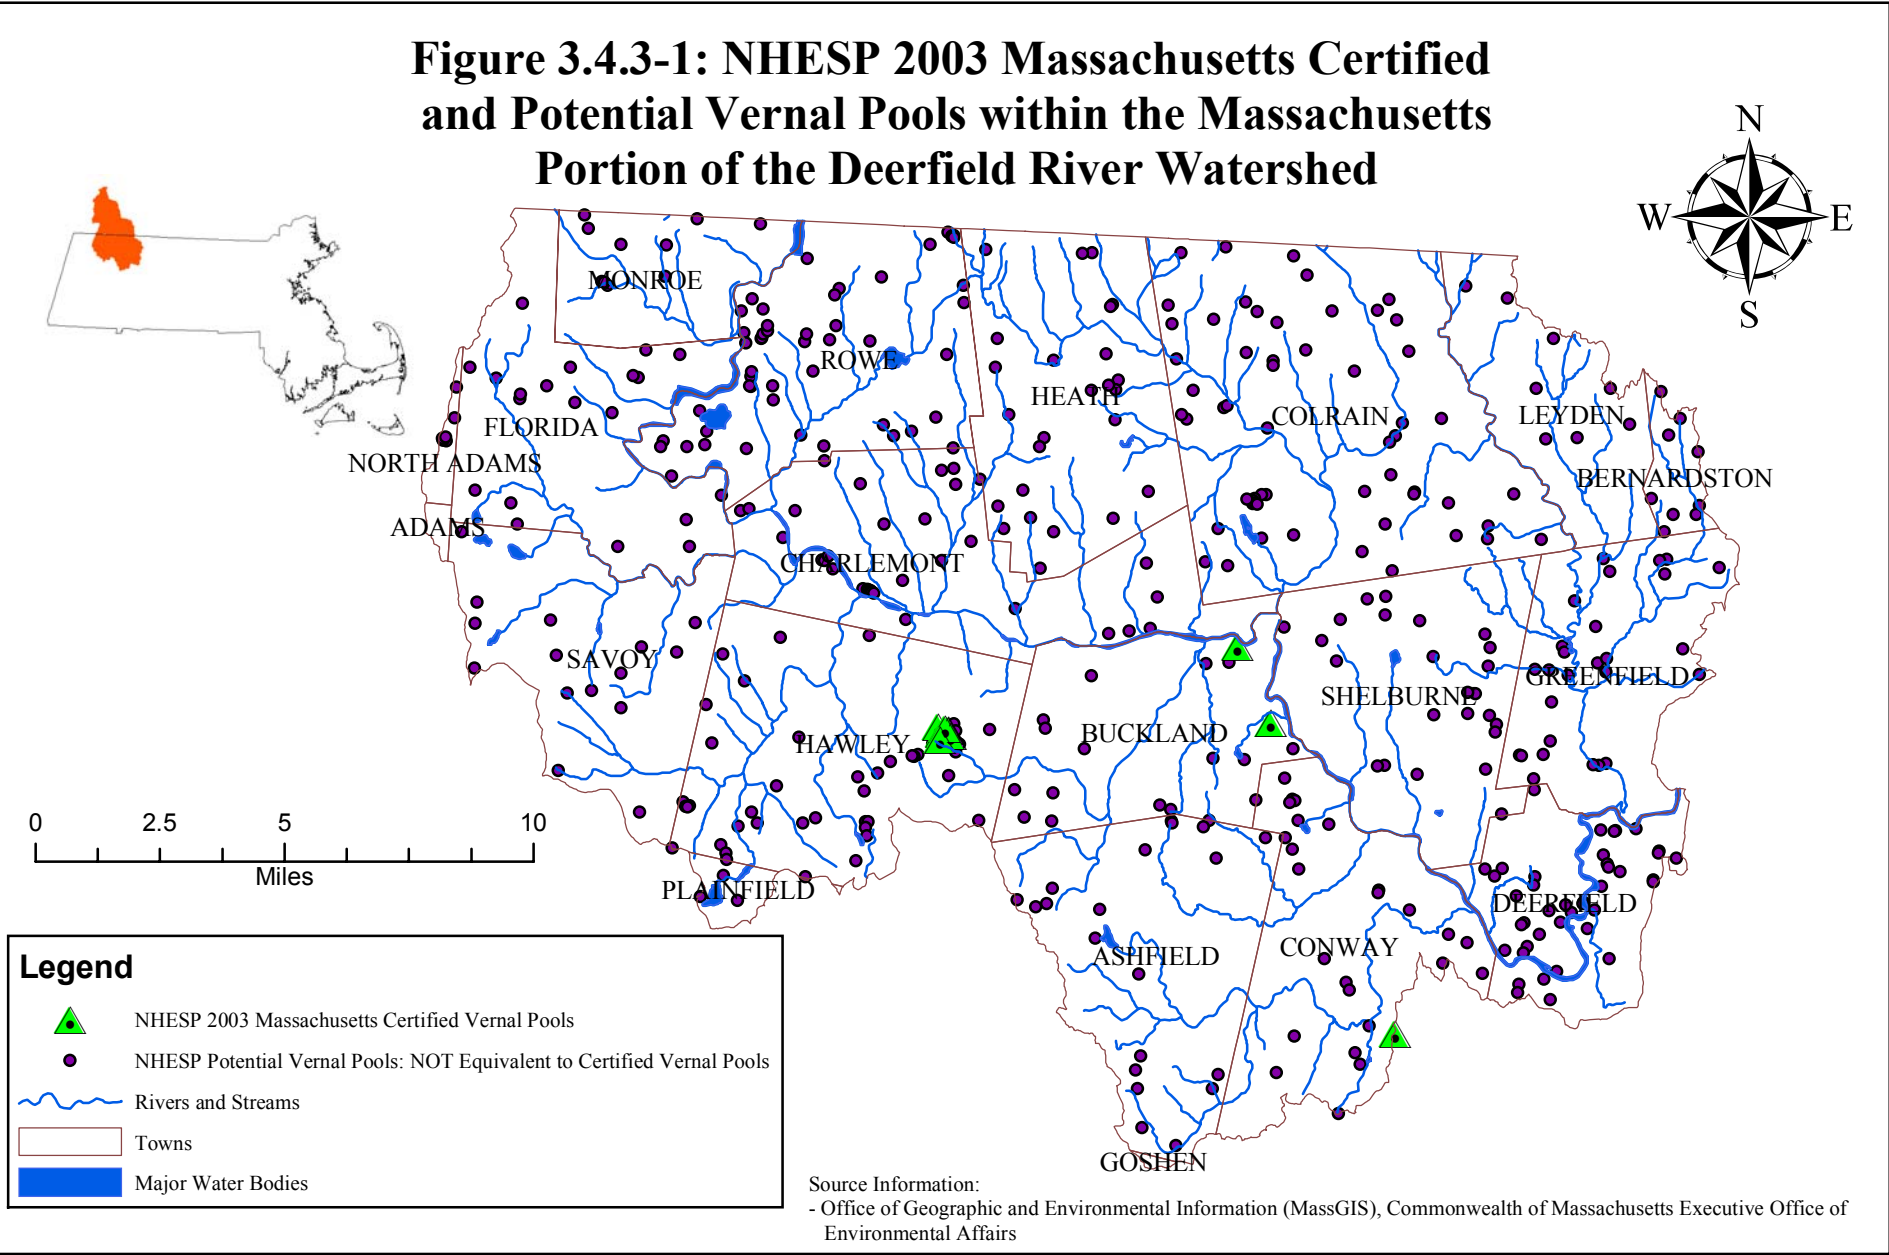 Figure 3.4.3-1: NHESP 2003 Massachusetts Certified
and Potential Vernal Pools within the Massachusetts
Portion of the Deerfield River Watershed
N
W
E
S
MONROE
ROWE
HEATH
COLRAIN
LEYDEN
FLORIDA
NORTH ADAMS
BERNARDSTON
ADAMS
CHARLEMONT
SAVOY
GREENFIELD
SHELBURNE
BUCKLAND
HAWLEY
PLAINFIELD
DEERFIELD
ASHFIELD
CONWAY
GOSHEN
0 2.5 5 10
Miles
Legend
NHESP 2003 Massachusetts Certified Vernal Pools
NHESP Potential Vernal Pools: NOT Equivalent to Certified Vernal Pools
Rivers and Streams
Towns
Major Water Bodies
Source Information:
- Office of Geographic and Environmental Information (MassGIS), Commonwealth of Massachusetts Executive Office of
Environmental Affairs